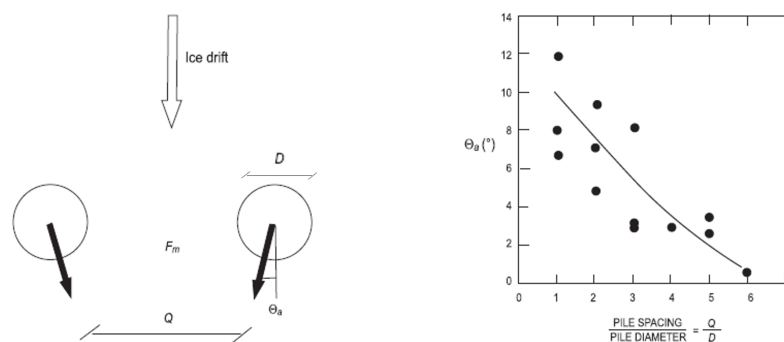 Ice drift
D
F_m
Θ_a
Q
14
12
10
8
6
4
2
0
Θ_a (°)
0 1 2 3 4 5 6
PILE SPACING / PILE DIAMETER = Q / D